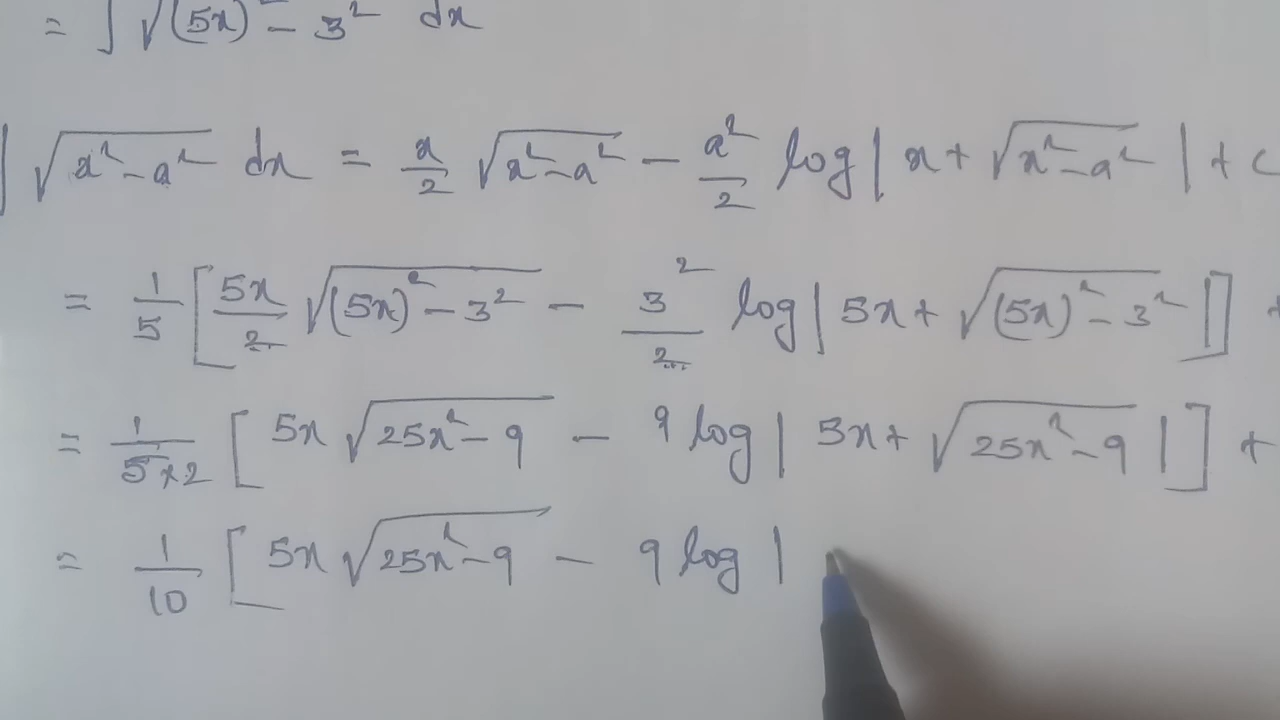 = ∫ √(5x)² - 3² dx
∫ √x² - a² dx = x/2 √x² - a² - a²/2 log | x + √x² - a² | + c
= 1/5 [ 5x/2 √(5x)² - 3² - 3²/2 log | 5x + √(5x)² - 3² | ] +
= 1/5×2 [ 5x √25x² - 9 - 9 log | 5x + √25x² - 9 | ] +
= 1/10 [ 5x √25x² - 9 - 9 log |